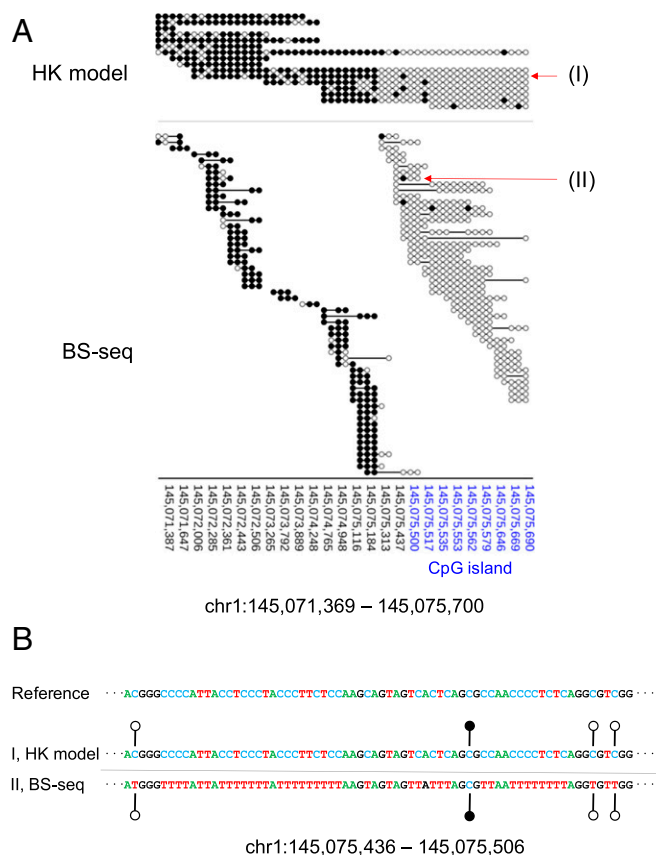 A
HK model
(I)
(II)
BS-seq
145,071,387
145,071,647
145,072,006
145,072,285
145,072,361
145,072,443
145,072,506
145,073,265
145,073,792
145,073,889
145,074,248
145,074,765
145,074,948
145,075,116
145,075,184
145,075,313
145,075,437
145,075,500
145,075,517
145,075,535
145,075,553
145,075,562
145,075,579
145,075,646
145,075,669
145,075,690
CpG island
chr1:145,071,369 – 145,075,700
B
Reference ···ACGGGCCCCATTACCTCCCTACCCTTCTCCAAGCAGTAGTCACTCAGCGCCAACCCCTCTCAGGCGTCGG···
I, HK model ···ACGGGCCCCATTACCTCCCTACCCTTCTCCAAGCAGTAGTCACTCAGCGCCAACCCCTCTCAGGCGTCGG···
II, BS-seq ···ATGGGTTTTATTATTTTTTTATTTTTTTTTAAGTAGTAGTTATTTAGCGTTAATTTTTTTTAGGTGTTGG···
chr1:145,075,436 – 145,075,506